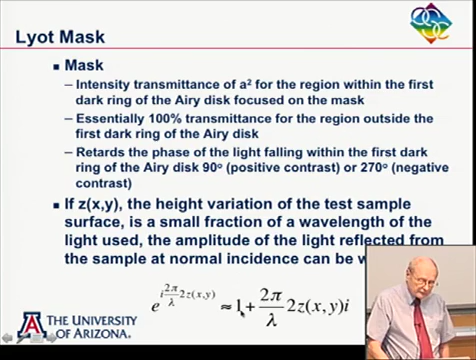 Lyot Mask
Mask
– Intensity transmittance of a² for the region within the first
dark ring of the Airy disk focused on the mask
– Essentially 100% transmittance for the region outside the
first dark ring of the Airy disk
– Retards the phase of the light falling within the first dark
ring of the Airy disk 90° (positive contrast) or 270° (negative
contrast)
If z(x,y), the height variation of the test sample
surface, is a small fraction of a wavelength of the
light used, the amplitude of the light reflected from
the sample at normal incidence can be w
e^{i 2π/λ 2z(x,y)} ≈ 1 + 2π/λ 2z(x, y)i
THE UNIVERSITY
OF ARIZONA.